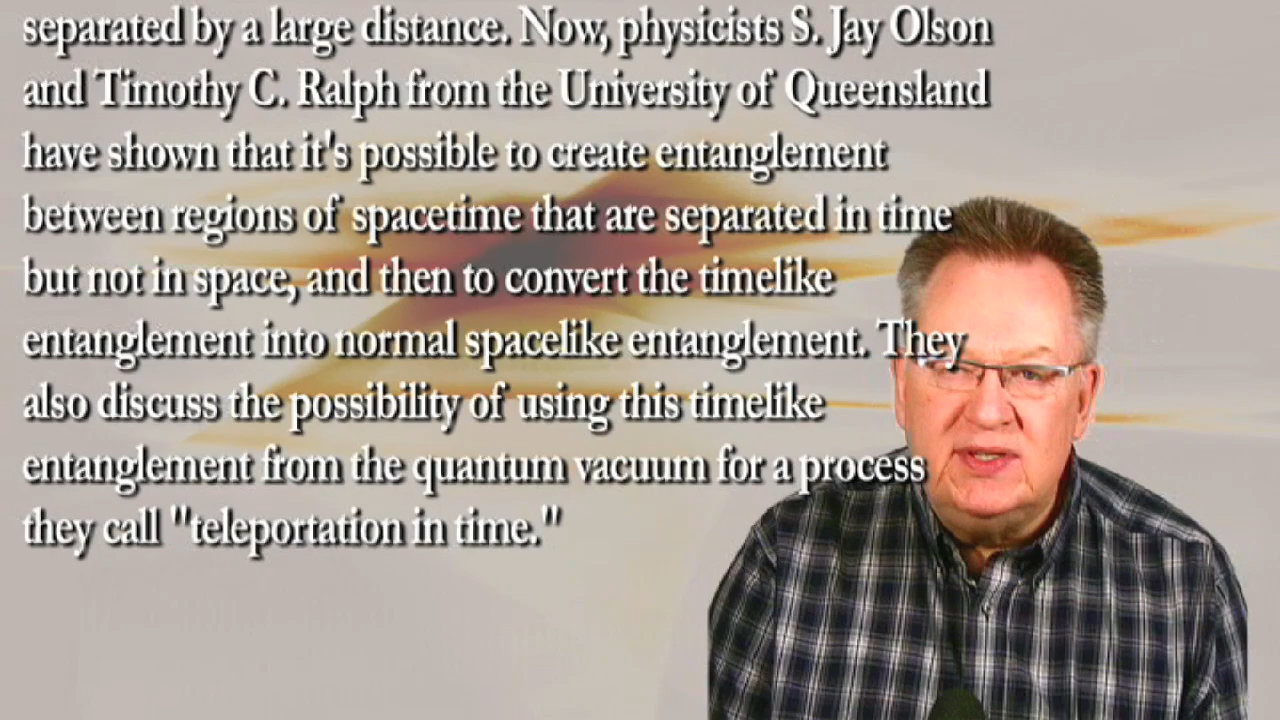 separated by a large distance. Now, physicists S. Jay Olson
and Timothy C. Ralph from the University of Queensland
have shown that it's possible to create entanglement
between regions of spacetime that are separated in time
but not in space, and then to convert the timelike
entanglement into normal spacelike entanglement. They
also discuss the possibility of using this timelike
entanglement from the quantum vacuum for a process
they call "teleportation in time."